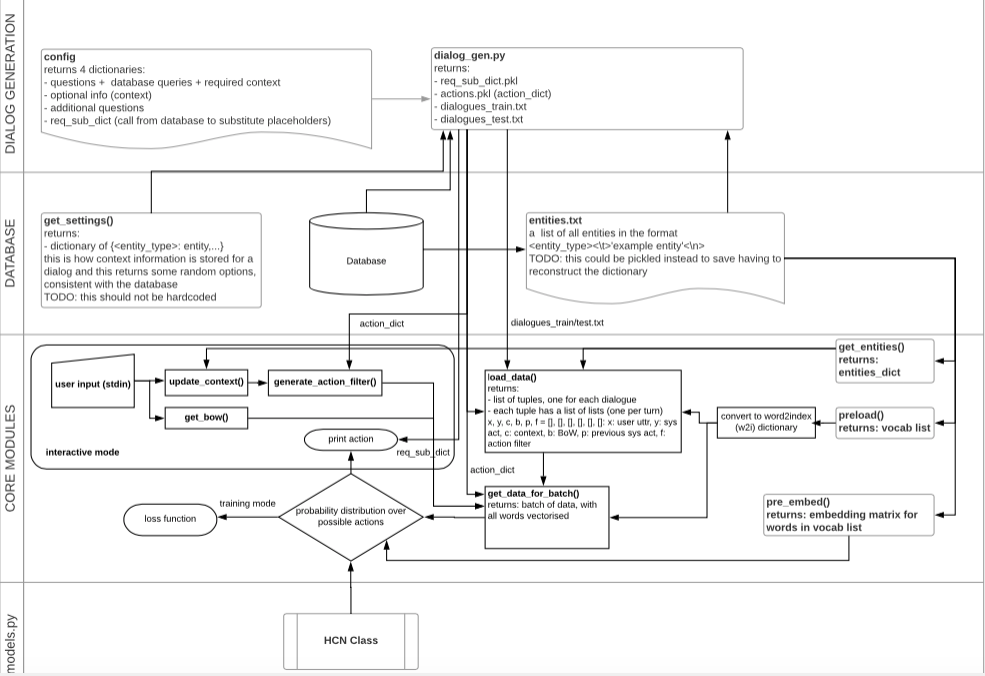 DIALOG GENERATION
config
returns 4 dictionaries:
- questions + database queries + required context
- optional info (context)
- additional questions
- req_sub_dict (call from database to substitute placeholders)
dialog_gen.py
returns:
- req_sub_dict.pkl
- actions.pkl (action_dict)
- dialogues_train.txt
- dialogues_test.txt
DATABASE
get_settings()
returns:
- dictionary of {<entity_type>: entity,...}
this is how context information is stored for a
dialog and this returns some random options,
consistent with the database
TODO: this should not be hardcoded
Database
entities.txt
a list of all entities in the format
<entity_type><\t>'example entity'<\n>
TODO: this could be pickled instead to save having to
reconstruct the dictionary
action_dict
dialogues_train/test.txt
CORE MODULES
user input (stdin)
update_context()
generate_action_filter()
get_bow()
print action
interactive mode
req_sub_dict
load_data()
returns:
- list of tuples, one for each dialogue
- each tuple has a list of lists (one per turn)
x, y, c, b, p, f = [], [], [], [], [], []: x: user uttr, y: sys
act, c: context, b: BoW, p: previous sys act, f:
action filter
get_entities()
returns:
entities_dict
convert to word2index
(w2i) dictionary
preload()
returns: vocab list
action_dict
get_data_for_batch()
returns: batch of data, with
all words vectorised
pre_embed()
returns: embedding matrix for
words in vocab list
training mode
loss function
probability distribution over
possible actions
models.py
HCN Class